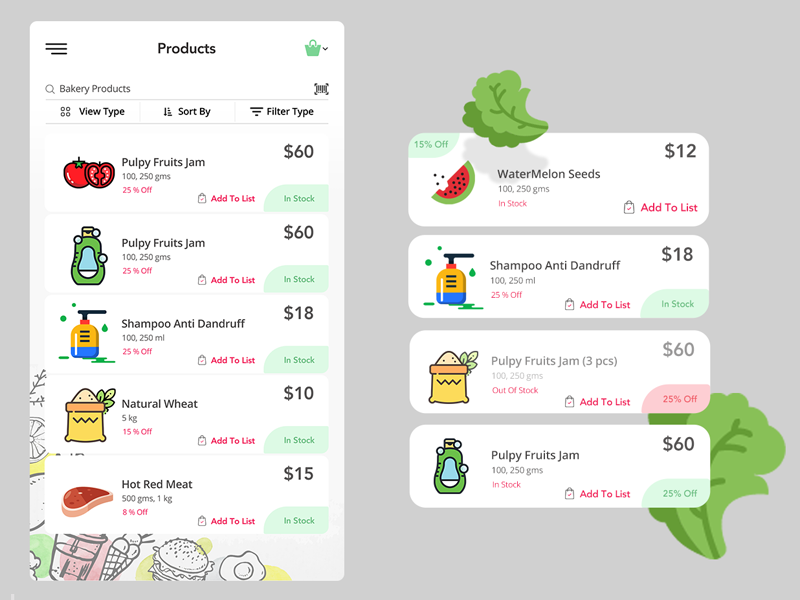 Products
Bakery Products
View Type
Sort By
Filter Type
$60
Pulpy Fruits Jam
100, 250 gms
25 % Off
Add To List
In Stock
$60
Pulpy Fruits Jam
100, 250 gms
25 % Off
Add To List
In Stock
$18
Shampoo Anti Dandruff
100, 250 ml
25 % Off
Add To List
In Stock
$10
Natural Wheat
5 kg
15 % Off
Add To List
In Stock
$15
Hot Red Meat
500 gms, 1 kg
8 % Off
Add To List
In Stock
15% Off
$12
WaterMelon Seeds
100, 250 gms
In Stock
Add To List
$18
Shampoo Anti Dandruff
100, 250 ml
25 % Off
Add To List
In Stock
$60
Pulpy Fruits Jam (3 pcs)
100, 250 gms
Out Of Stock
Add To List
25% Off
$60
Pulpy Fruits Jam
100, 250 gms
In Stock
Add To List
25% Off